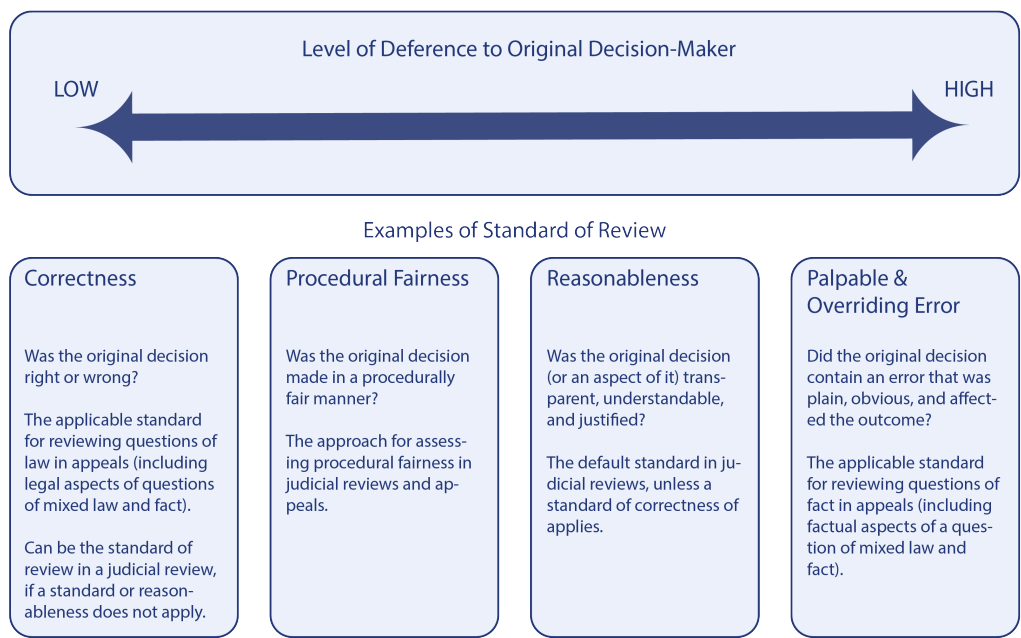 Level of Deference to Original Decision-Maker
LOW
HIGH
Examples of Standard of Review
Correctness
Was the original decision
right or wrong?
The applicable standard
for reviewing questions of
law in appeals (including
legal aspects of questions
of mixed law and fact).
Can be the standard of
review in a judicial review,
if a standard or reason-
ableness does not apply.
Procedural Fairness
Was the original decision
made in a procedurally
fair manner?
The approach for assess-
ing procedural fairness in
judicial reviews and ap-
peals.
Reasonableness
Was the original decision
(or an aspect of it) trans-
parent, understandable,
and justified?
The default standard in ju-
dicial reviews, unless a
standard of correctness of
applies.
Palpable &
Overriding Error
Did the original decision
contain an error that was
plain, obvious, and affect-
ed the outcome?
The applicable standard
for reviewing questions of
fact in appeals (including
factual aspects of a ques-
tion of mixed law and
fact).